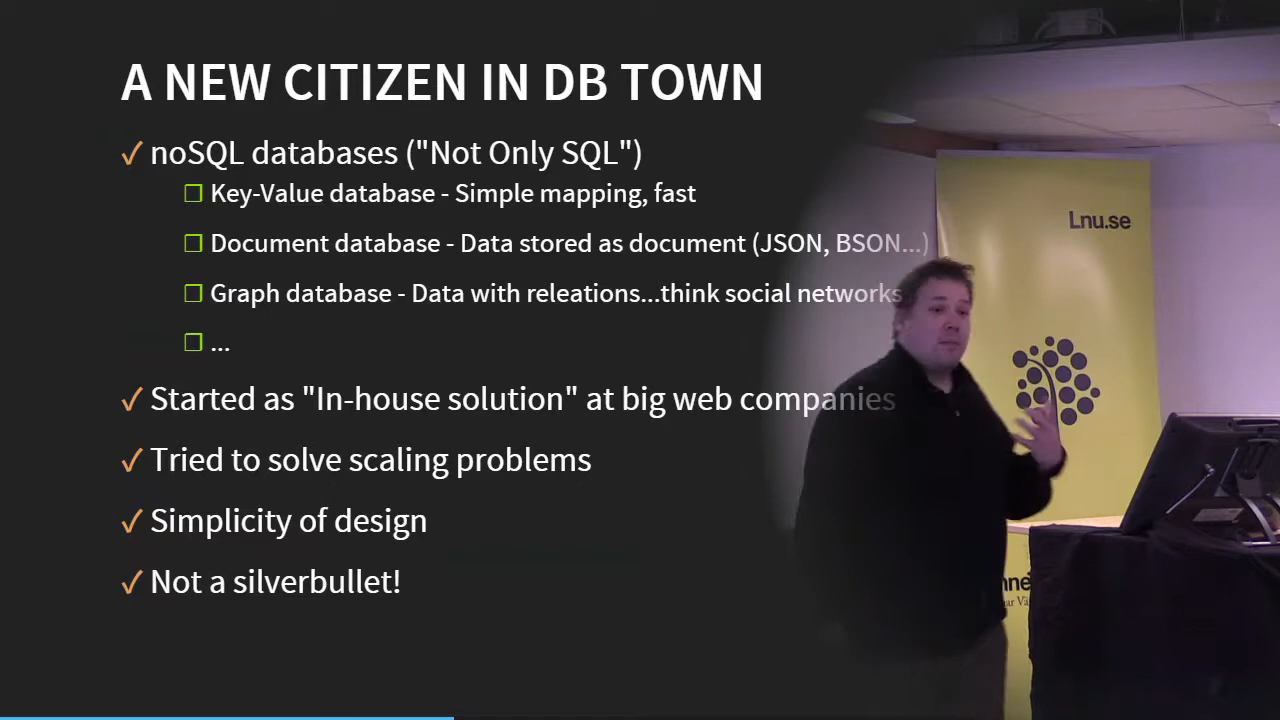 A NEW CITIZEN IN DB TOWN
✓ noSQL databases ("Not Only SQL")
❐ Key-Value database - Simple mapping, fast
❐ Document database - Data stored as document (JSON, BSON...)
❐ Graph database - Data with releations...think social networks
❐ ...
✓ Started as "In-house solution" at big web companies
✓ Tried to solve scaling problems
✓ Simplicity of design
✓ Not a silverbullet!
Lnu.se